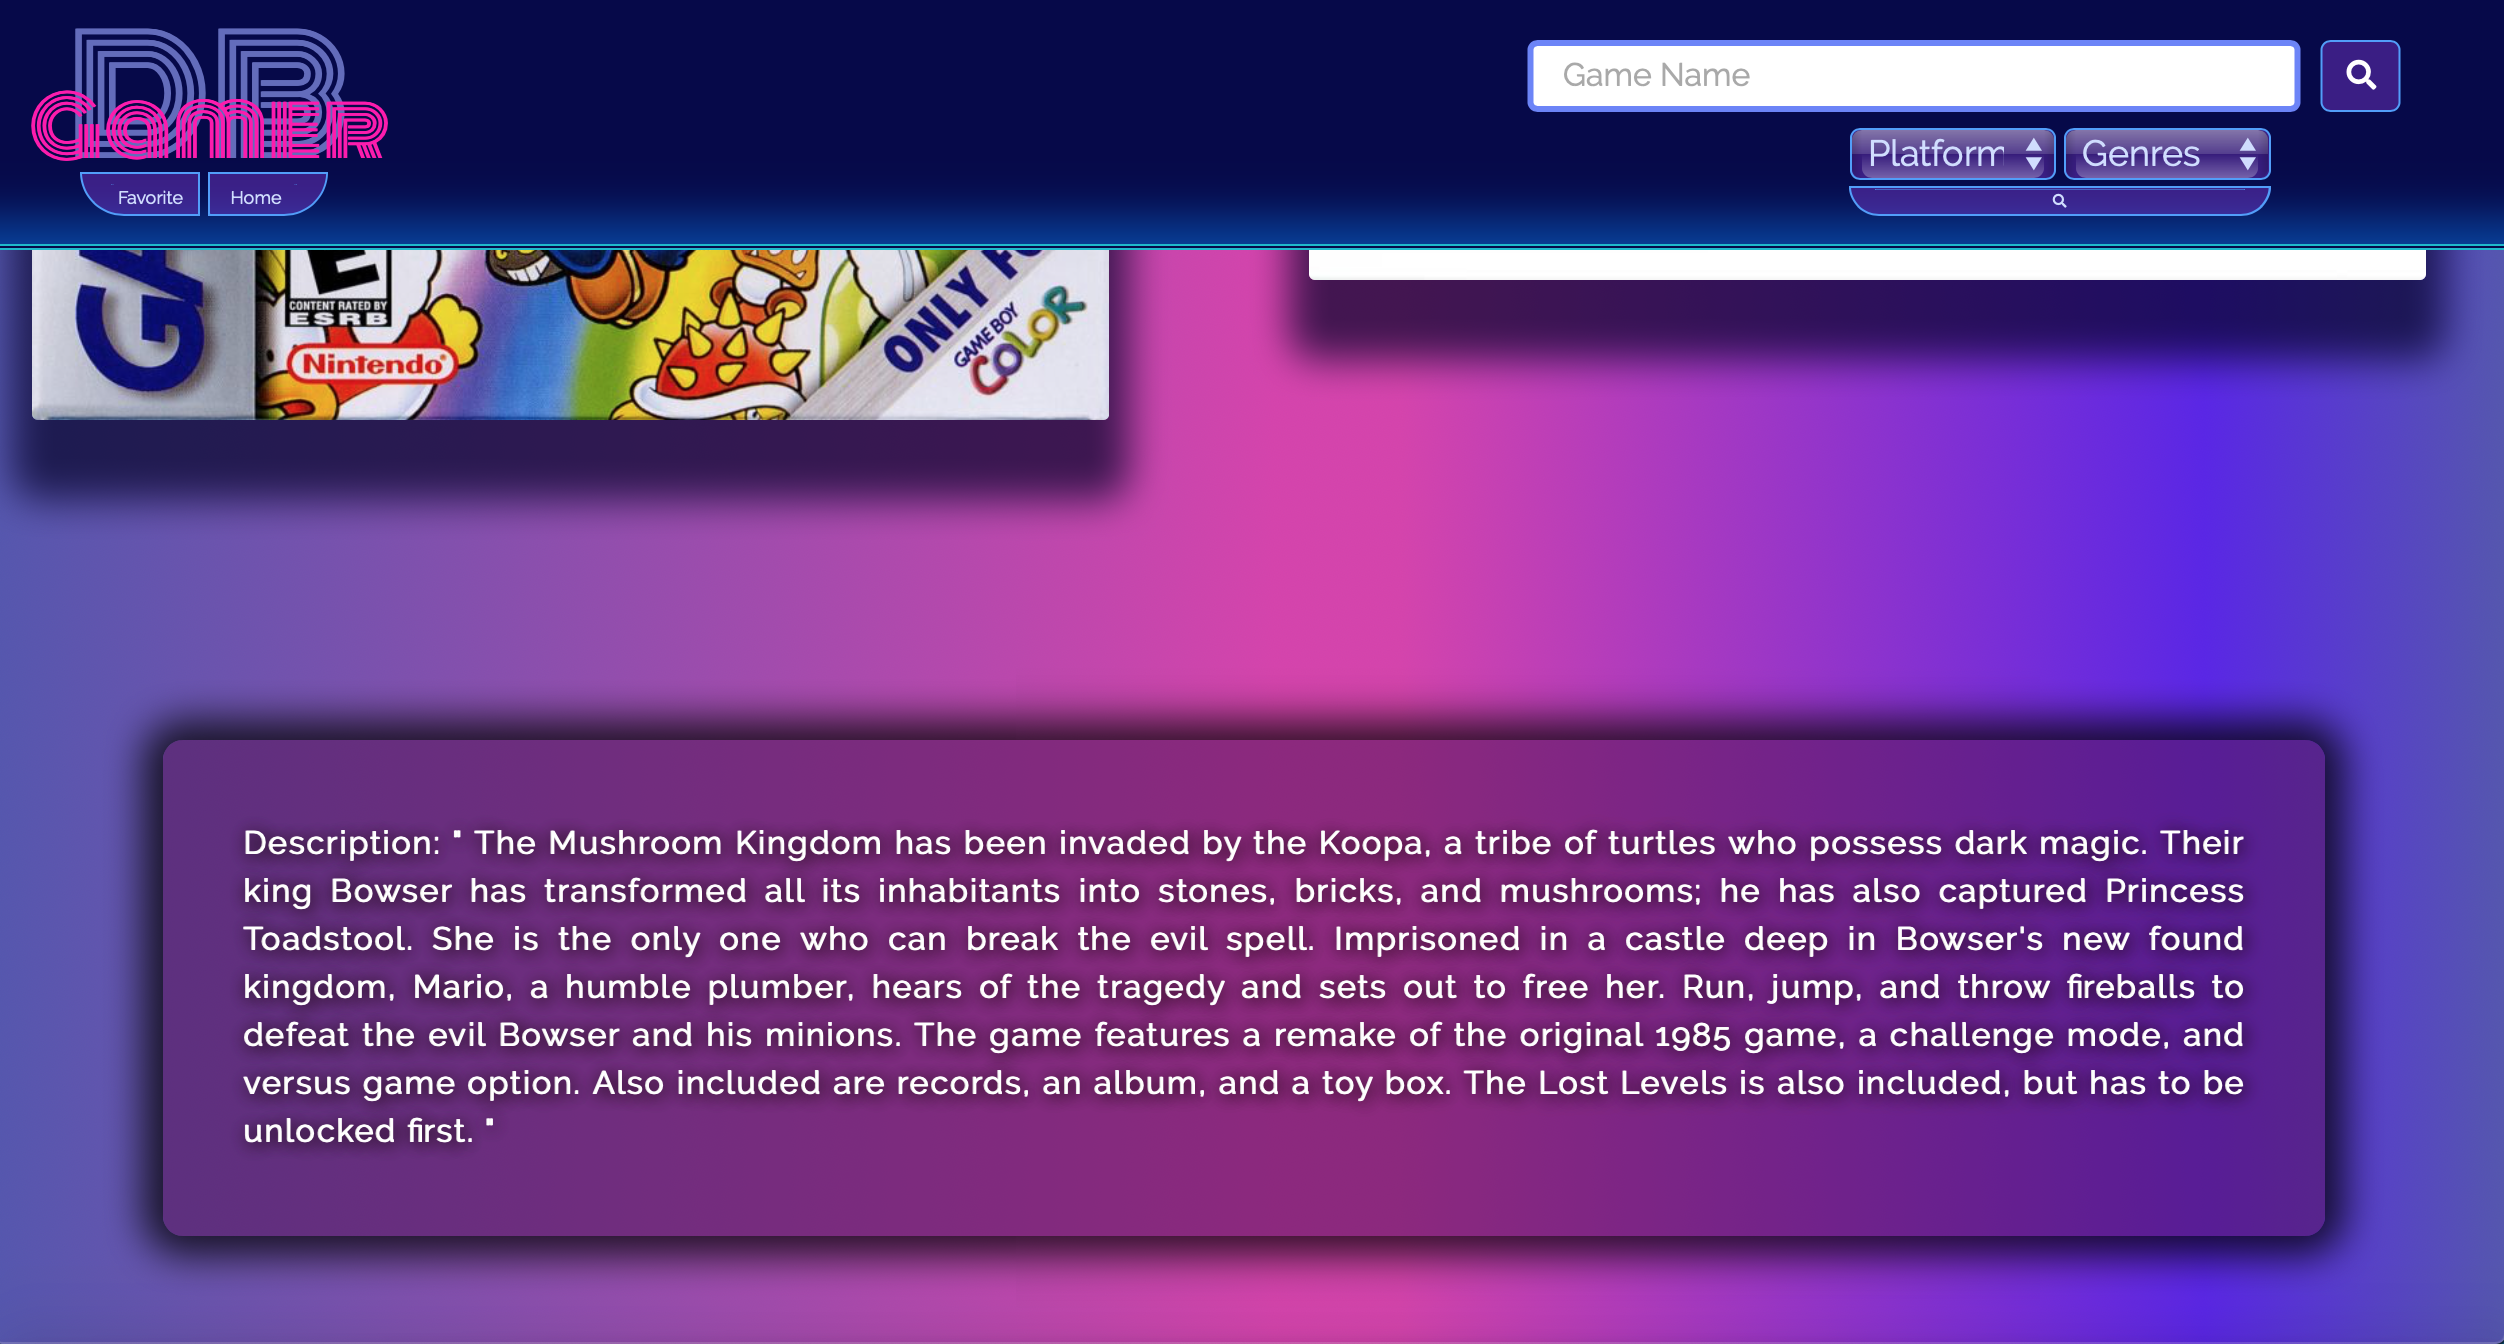 DB
GamER
Game Name
Platform
Genres
Favorite
Home
GA
E
CONTENT RATED BY
ESRB
Nintendo®
ONLY FO
GAME BOY
COLOR
Description: " The Mushroom Kingdom has been invaded by the Koopa, a tribe of turtles who possess dark magic. Their
king Bowser has transformed all its inhabitants into stones, bricks, and mushrooms; he has also captured Princess
Toadstool. She is the only one who can break the evil spell. Imprisoned in a castle deep in Bowser's new found
kingdom, Mario, a humble plumber, hears of the tragedy and sets out to free her. Run, jump, and throw fireballs to
defeat the evil Bowser and his minions. The game features a remake of the original 1985 game, a challenge mode, and
versus game option. Also included are records, an album, and a toy box. The Lost Levels is also included, but has to be
unlocked first. "